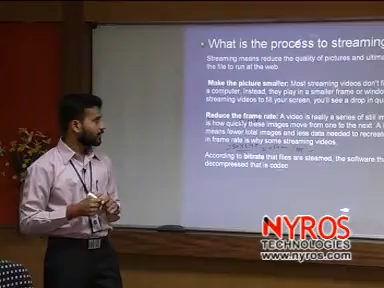 What is the process to streaming
Streaming means reduce the quality of pictures and ultima
the file to run at the web.
Make the picture smaller: Most streaming videos don't fi
a computer. Instead, they play in a smaller frame or window
streaming videos to fill your screen, you'll see a drop in qu
Reduce the frame rate: A video is really a series of still im
is how quickly these images move from one to the next. A l
means fewer total images and less data needed to recreate
in frame rate is why some streaming videos
According to bitrate that files are steamed, the software tha
decompressed that is codec
NYROS
TECHNOLOGIES
www.nyros.com